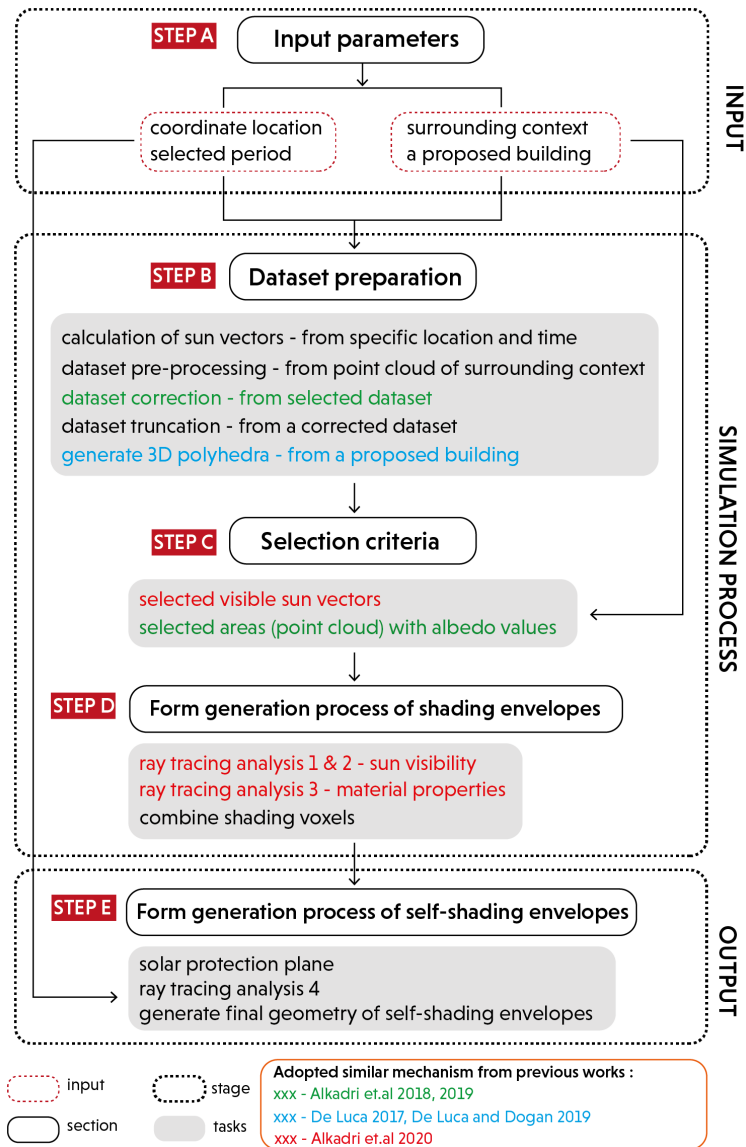 STEP A
Input parameters
coordinate location
selected period
surrounding context
a proposed building
INPUT
STEP B
Dataset preparation
calculation of sun vectors - from specific location and time
dataset pre-processing - from point cloud of surrounding context
dataset correction - from selected dataset
dataset truncation - from a corrected dataset
generate 3D polyhedra - from a proposed building
STEP C
Selection criteria
selected visible sun vectors
selected areas (point cloud) with albedo values
STEP D
Form generation process of shading envelopes
ray tracing analysis 1 & 2 - sun visibility
ray tracing analysis 3 - material properties
combine shading voxels
SIMULATION PROCESS
STEP E
Form generation process of self-shading envelopes
solar protection plane
ray tracing analysis 4
generate final geometry of self-shading envelopes
OUTPUT
input
stage
section
tasks
Adopted similar mechanism from previous works :
xxx - Alkadri et.al 2018, 2019
xxx - De Luca 2017, De Luca and Dogan 2019
xxx - Alkadri et.al 2020